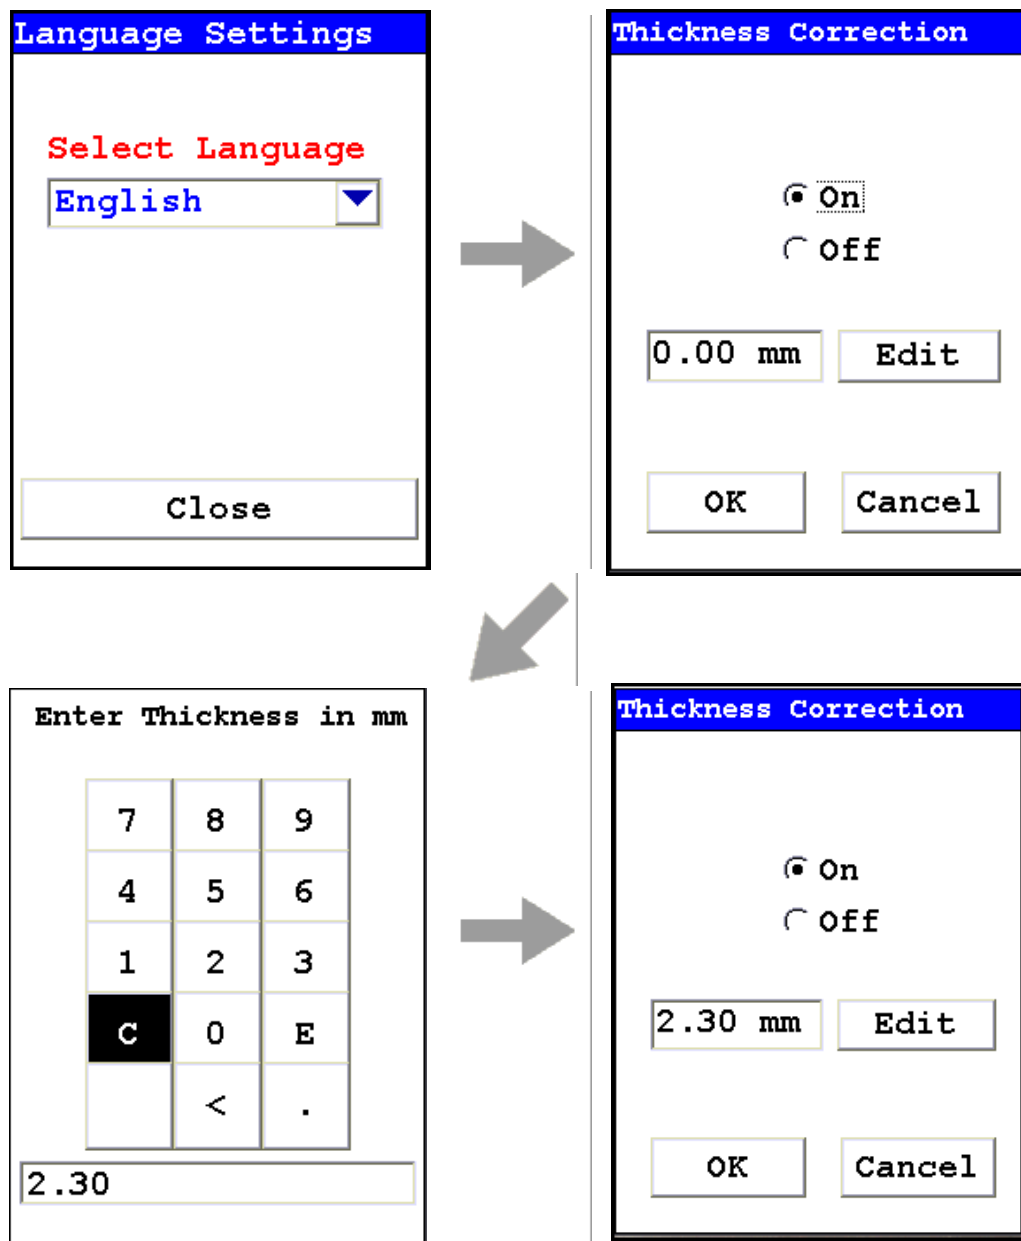 Language Settings
Select Language
English
Close
Thickness Correction
On
Off
0.00 mm Edit
OK Cancel
Enter Thickness in mm
7 8 9
4 5 6
1 2 3
C 0 E
< .
2.30
Thickness Correction
On
Off
2.30 mm Edit
OK Cancel